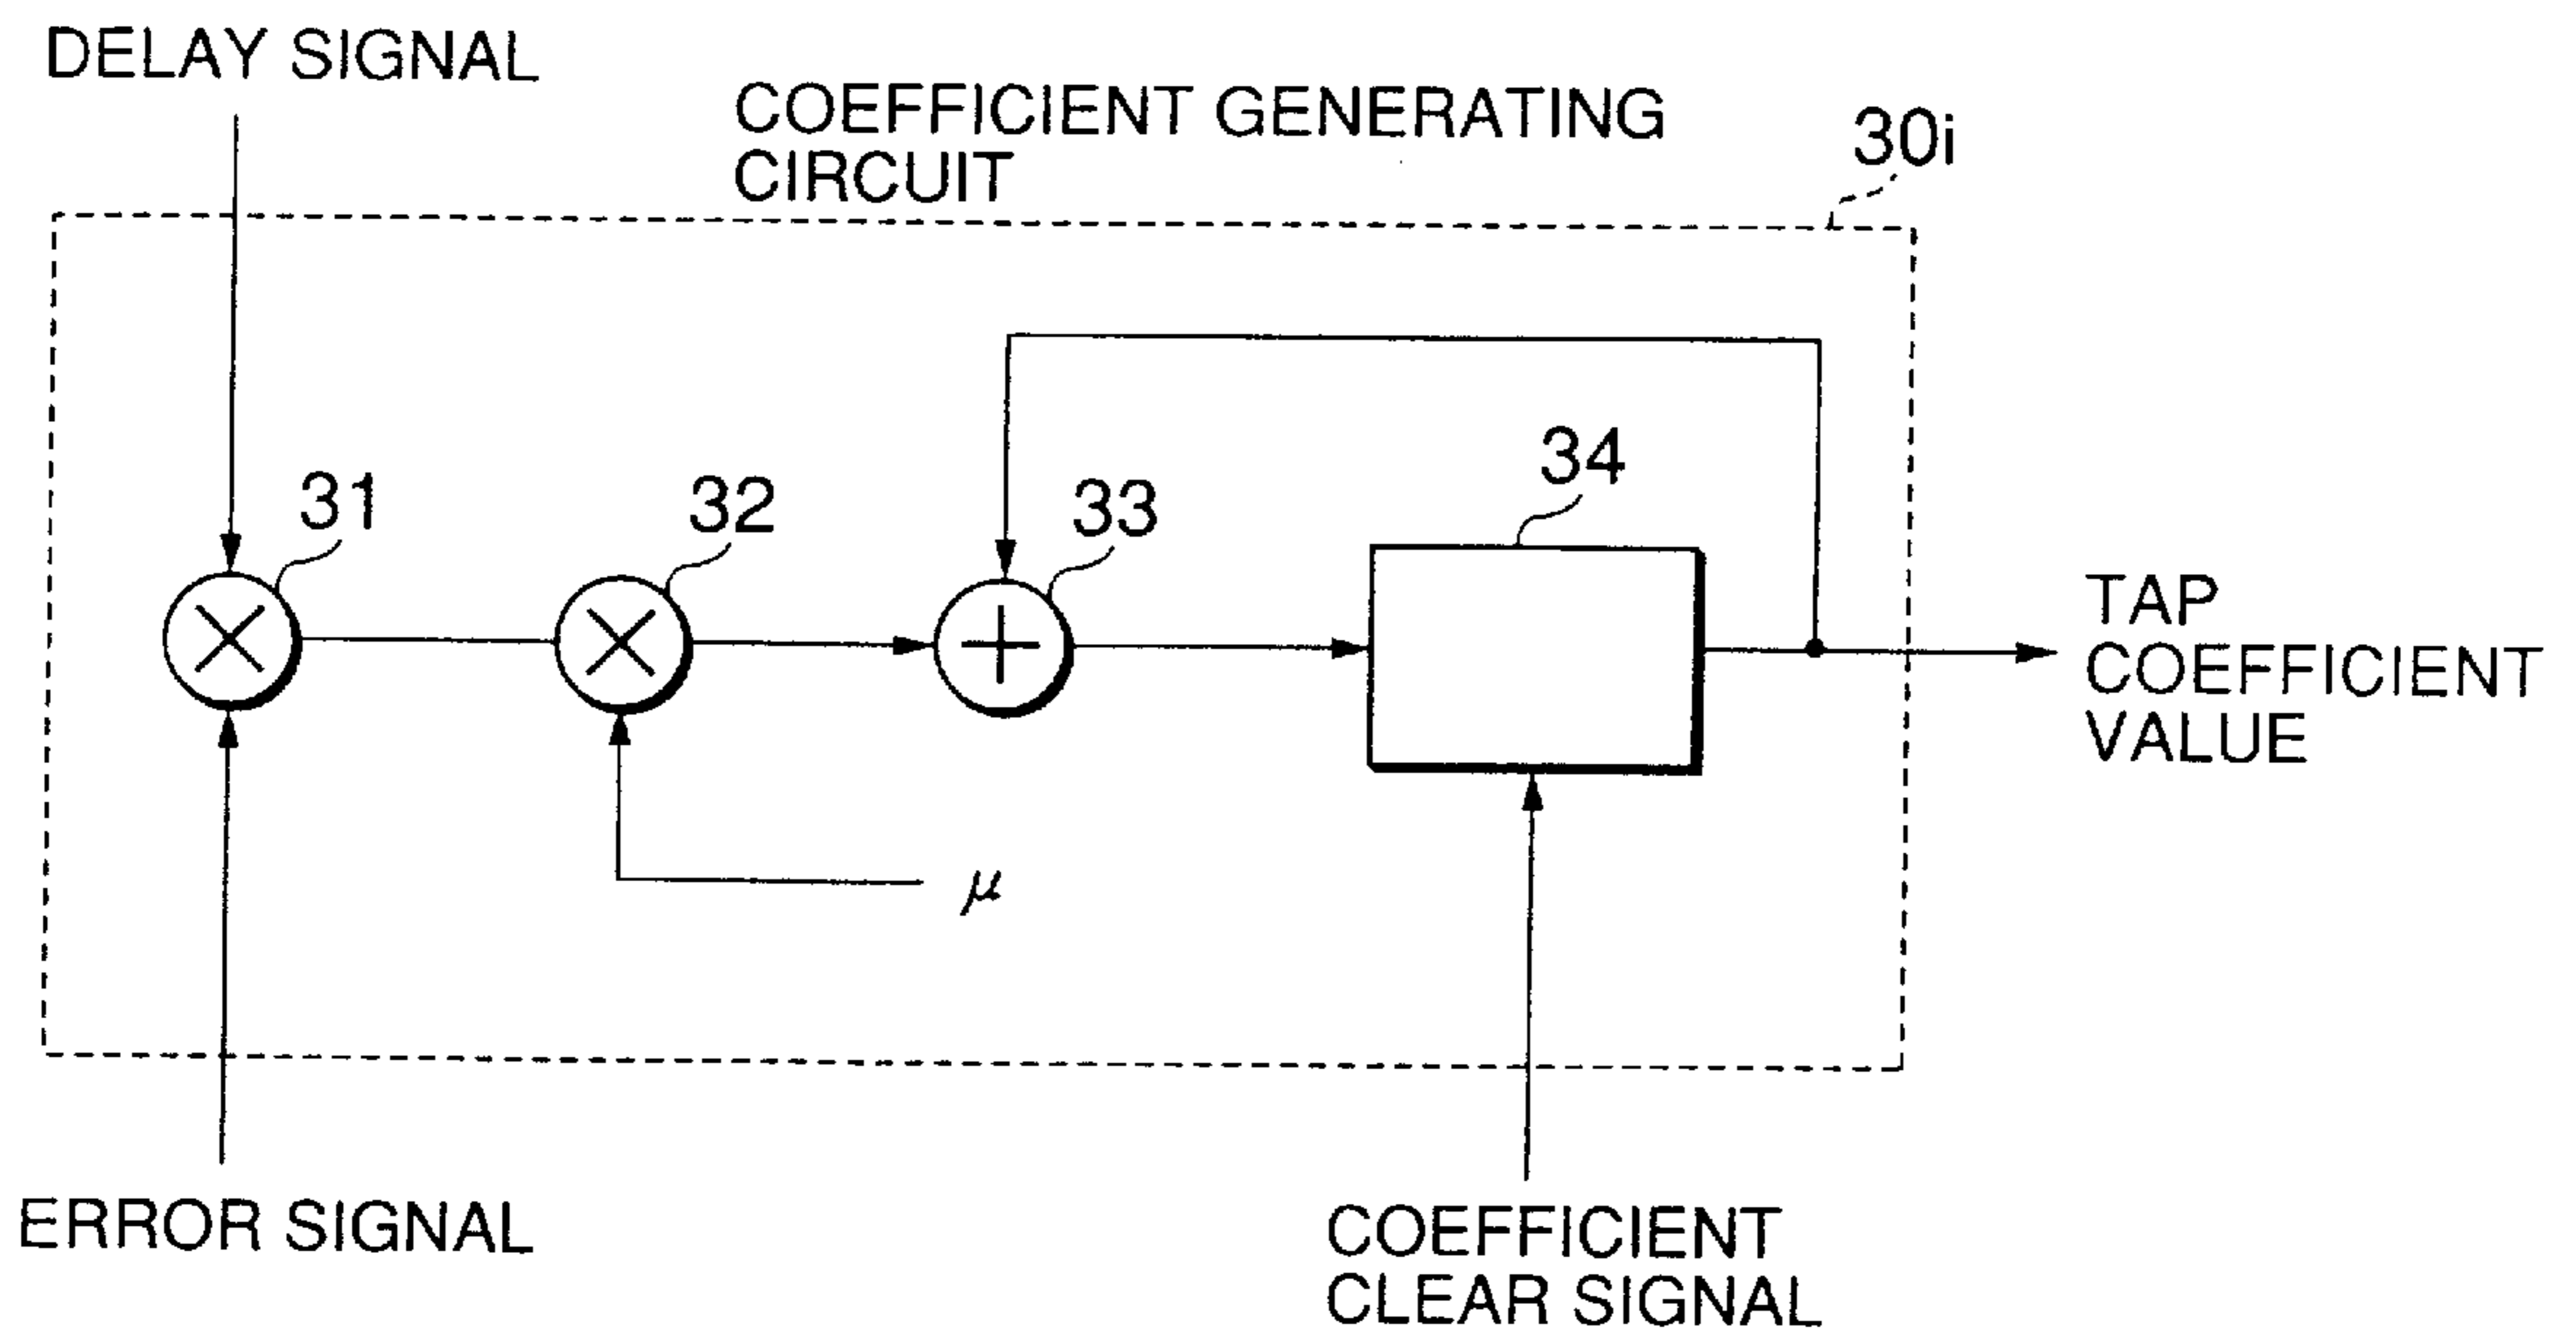 DELAY SIGNAL
COEFFICIENT GENERATING
CIRCUIT
30i
31
32
33
34
TAP
COEFFICIENT
VALUE
μ
ERROR SIGNAL
COEFFICIENT
CLEAR SIGNAL